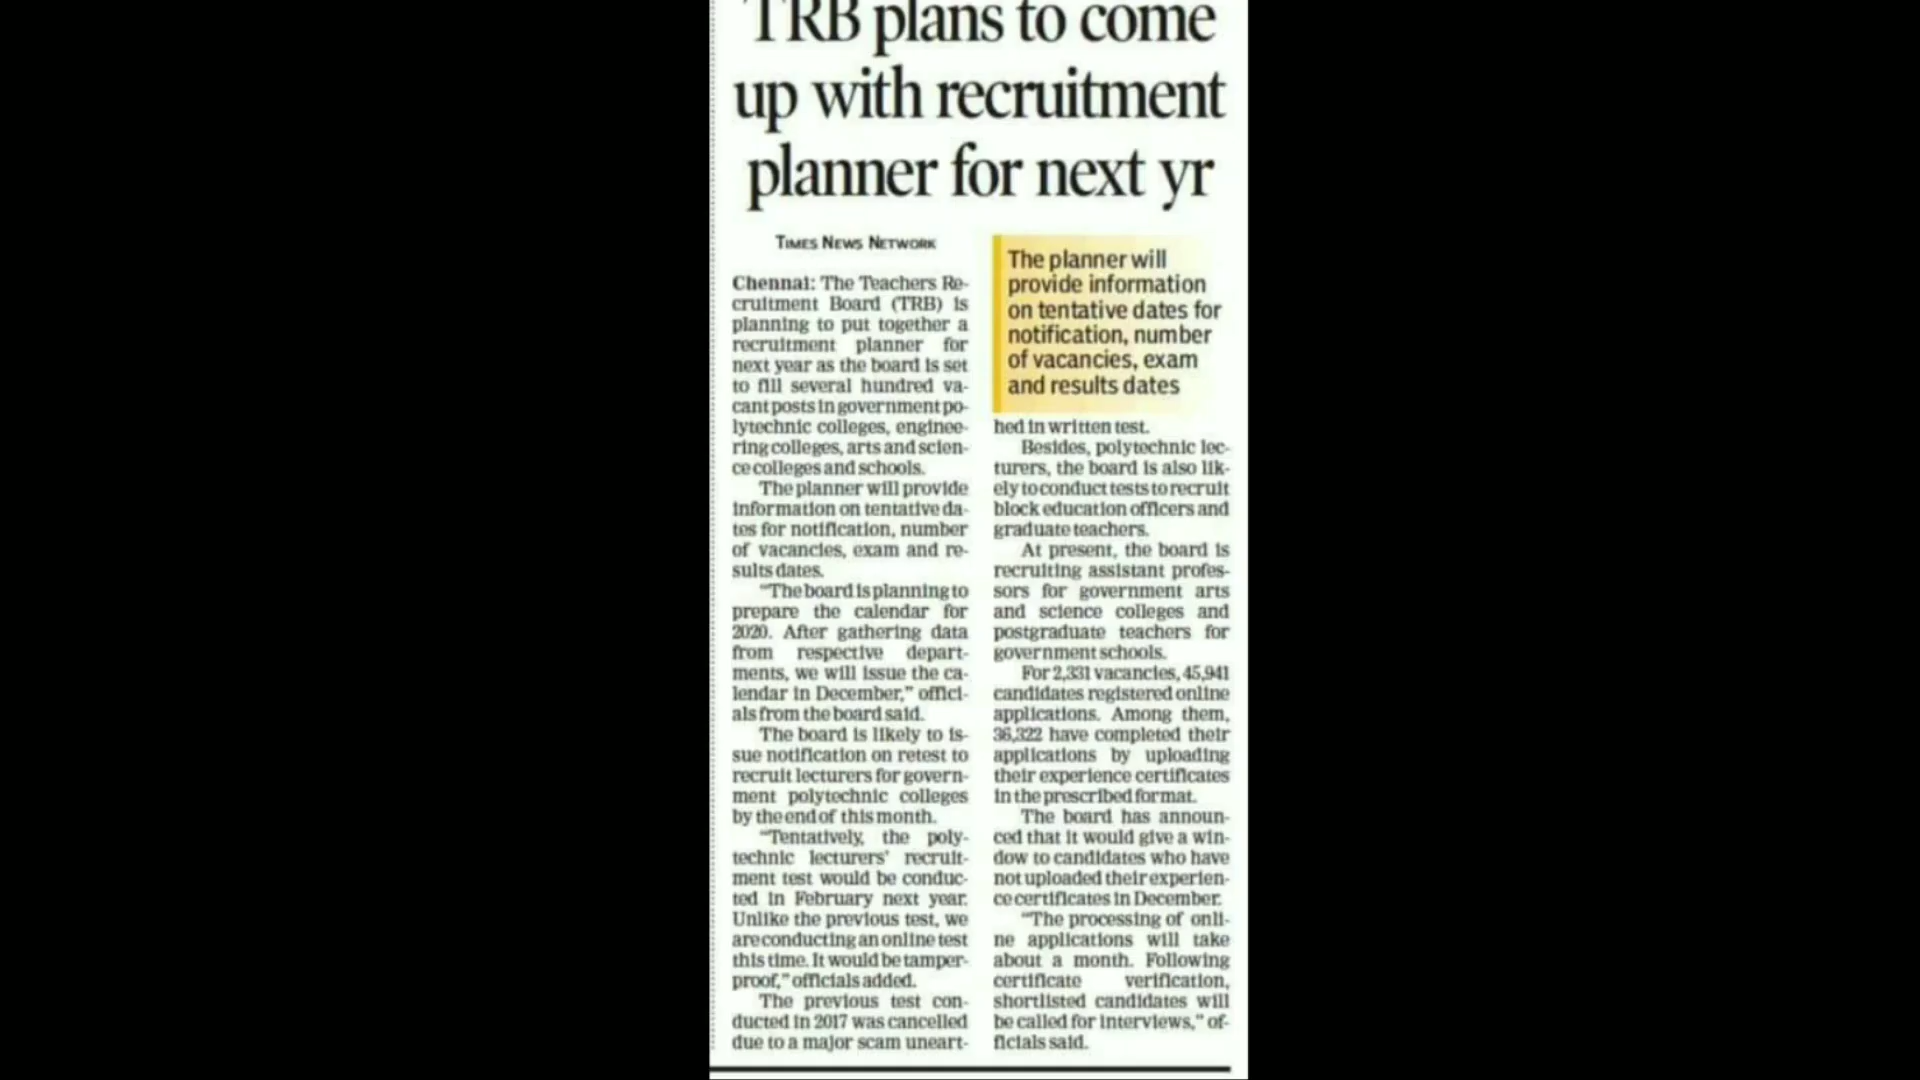 TRB plans to come
up with recruitment
planner for next yr
TIMES NEWS NETWORK
Chennai: The Teachers Re-
cruitment Board (TRB) is
planning to put together a
recruitment planner for
next year as the board is set
to fill several hundred va-
cant posts in government po-
lytechnic colleges, enginee-
ring colleges, arts and scien-
ce colleges and schools.
The planner will provide
information on tentative da-
tes for notification, number
of vacancies, exam and re-
sults dates.
"The board is planning to
prepare the calendar for
2020. After gathering data
from respective depart-
ments, we will issue the ca-
lendar in December," offici-
als from the board said.
The board is likely to is-
sue notification on retest to
recruit lecturers for govern-
ment polytechnic colleges
by the end of this month.
"Tentatively, the poly-
technic lecturers' recruit-
ment test would be conduc-
ted in February next year.
Unlike the previous test, we
are conducting an online test
this time. It would be tamper-
proof," officials added.
The previous test con-
ducted in 2017 was cancelled
due to a major scam uneart-
The planner will
provide information
on tentative dates for
notification, number
of vacancies, exam
and results dates
hed in written test.
Besides, polytechnic lec-
turers, the board is also lik-
ely to conduct tests to recruit
block education officers and
graduate teachers.
At present, the board is
recruiting assistant profes-
sors for government arts
and science colleges and
postgraduate teachers for
government schools.
For 2,331 vacancies, 45,941
candidates registered online
applications. Among them,
36,322 have completed their
applications by uploading
their experience certificates
in the prescribed format.
The board has announ-
ced that it would give a win-
dow to candidates who have
not uploaded their experien-
ce certificates in December.
"The processing of onli-
ne applications will take
about a month. Following
certificate verification,
shortlisted candidates will
be called for interviews," of-
ficials said.